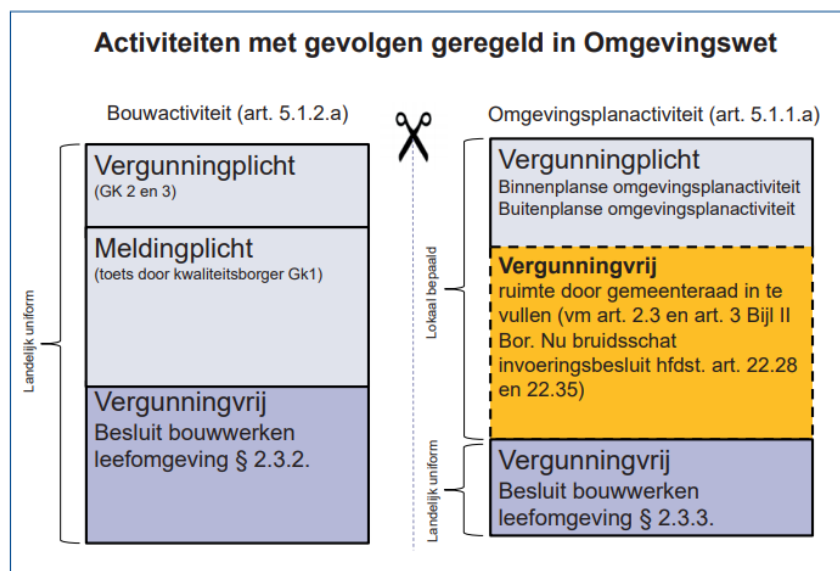 Activiteiten met gevolgen geregeld in Omgevingswet
Bouwactiviteit (art. 5.1.2.a)
Landelijk uniform
Vergunningplicht
(GK 2 en 3)
Meldingplicht
(toets door kwaliteitsborger Gk1)
Vergunningvrij
Besluit bouwwerken
leefomgeving § 2.3.2.
Omgevingsplanactiviteit (art. 5.1.1.a)
Lokaal bepaald
Vergunningplicht
Binnenplanse omgevingsplanactiviteit
Buitenplanse omgevingsplanactiviteit
Vergunningvrij
ruimte door gemeenteraad in te
vullen (vm art. 2.3 en art. 3 Bijl II
Bor. Nu bruidsschat
invoeringsbesluit hfdst. art. 22.28
en 22.35)
Landelijk uniform
Vergunningvrij
Besluit bouwwerken
leefomgeving § 2.3.3.